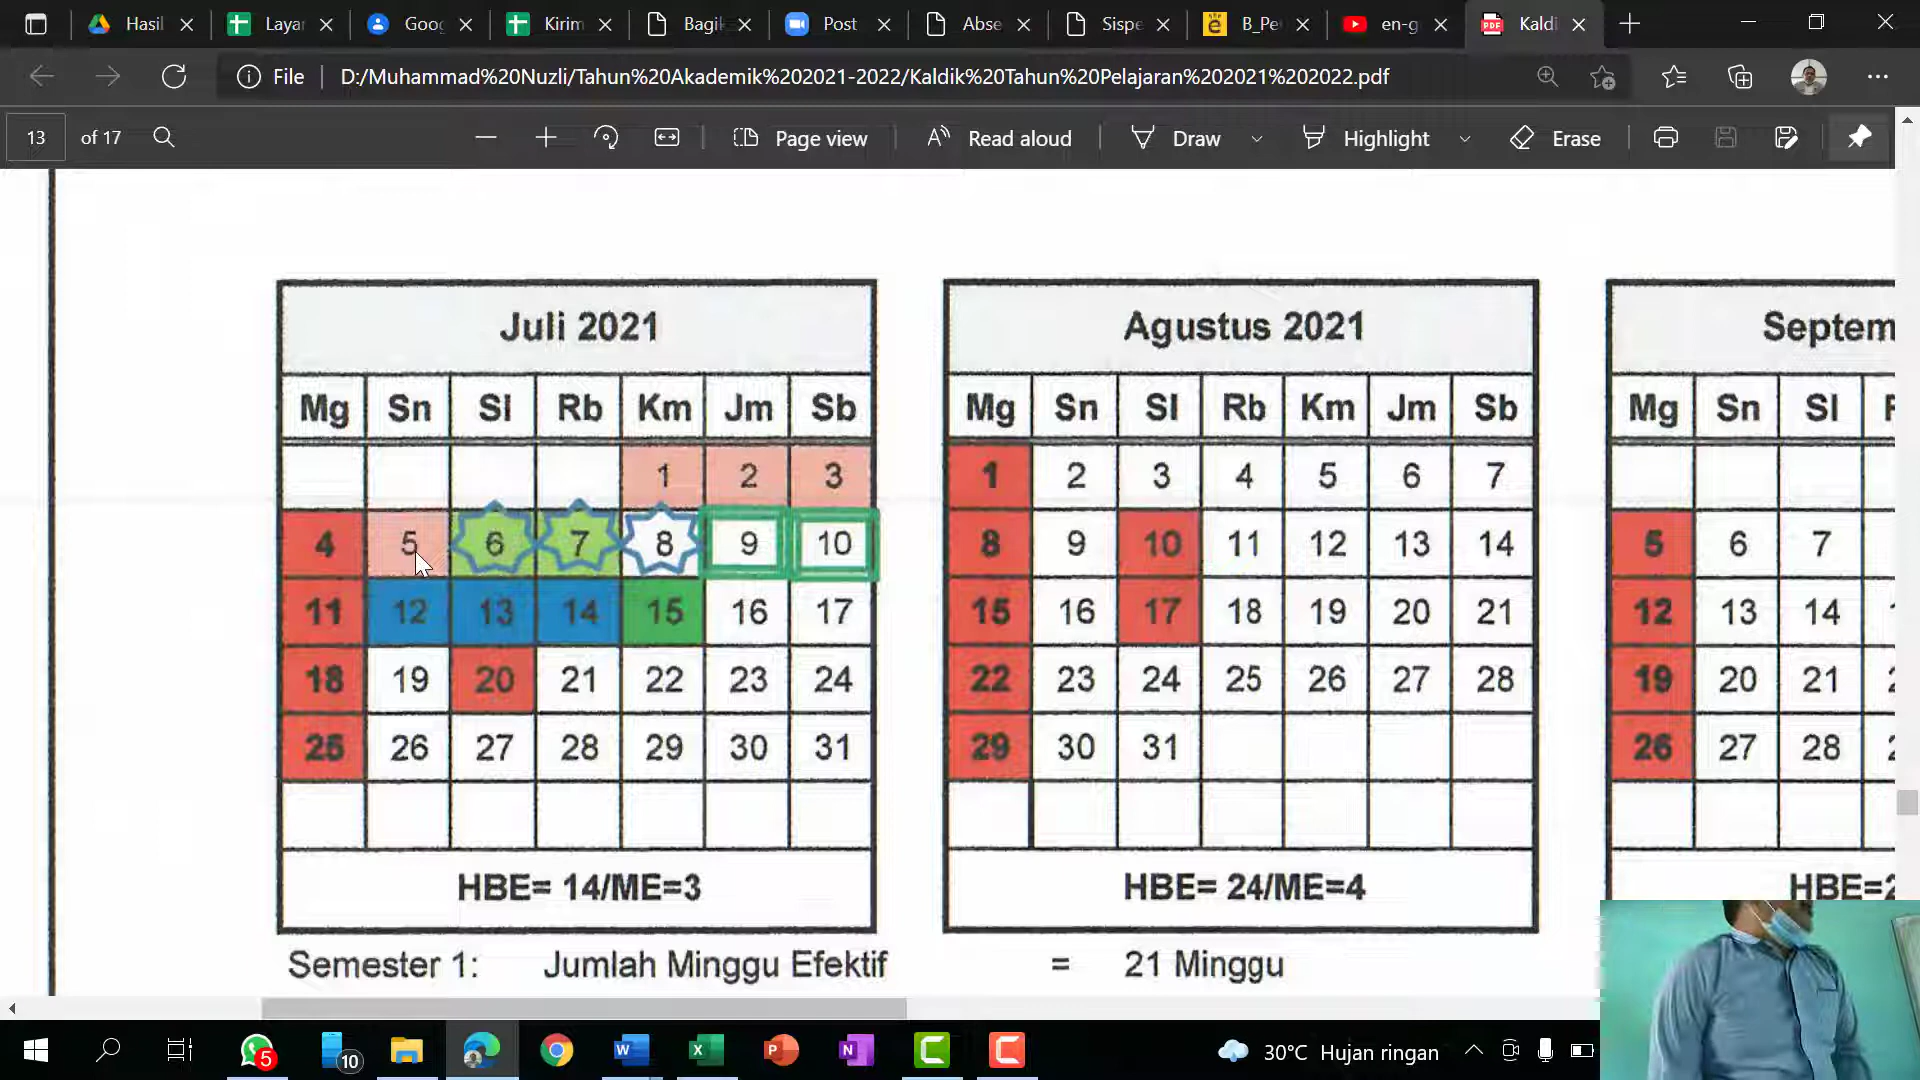 Hasil Layar Goog Kirim Bagik Post Abse Sispe B_Pe en-g Kaldi
File D:/Muhammad%20Nuzli/Tahun%20Akademik%202021-2022/Kaldik%20Tahun%20Pelajaran%202021%202022.pdf
13 of 17 Page view Read aloud Draw Highlight Erase
Juli 2021
Mg Sn Sl Rb Km Jm Sb
1 2 3
4 5 6 7 8 9 10
11 12 13 14 15 16 17
18 19 20 21 22 23 24
25 26 27 28 29 30 31
HBE= 14/ME=3
Agustus 2021
Mg Sn Sl Rb Km Jm Sb
1 2 3 4 5 6 7
8 9 10 11 12 13 14
15 16 17 18 19 20 21
22 23 24 25 26 27 28
29 30 31
HBE= 24/ME=4
Septem
Mg Sn Sl
5 6 7
12 13 14
19 20 21
26 27 28
HBE=2
Semester 1: Jumlah Minggu Efektif = 21 Minggu
5 10 30°C Hujan ringan